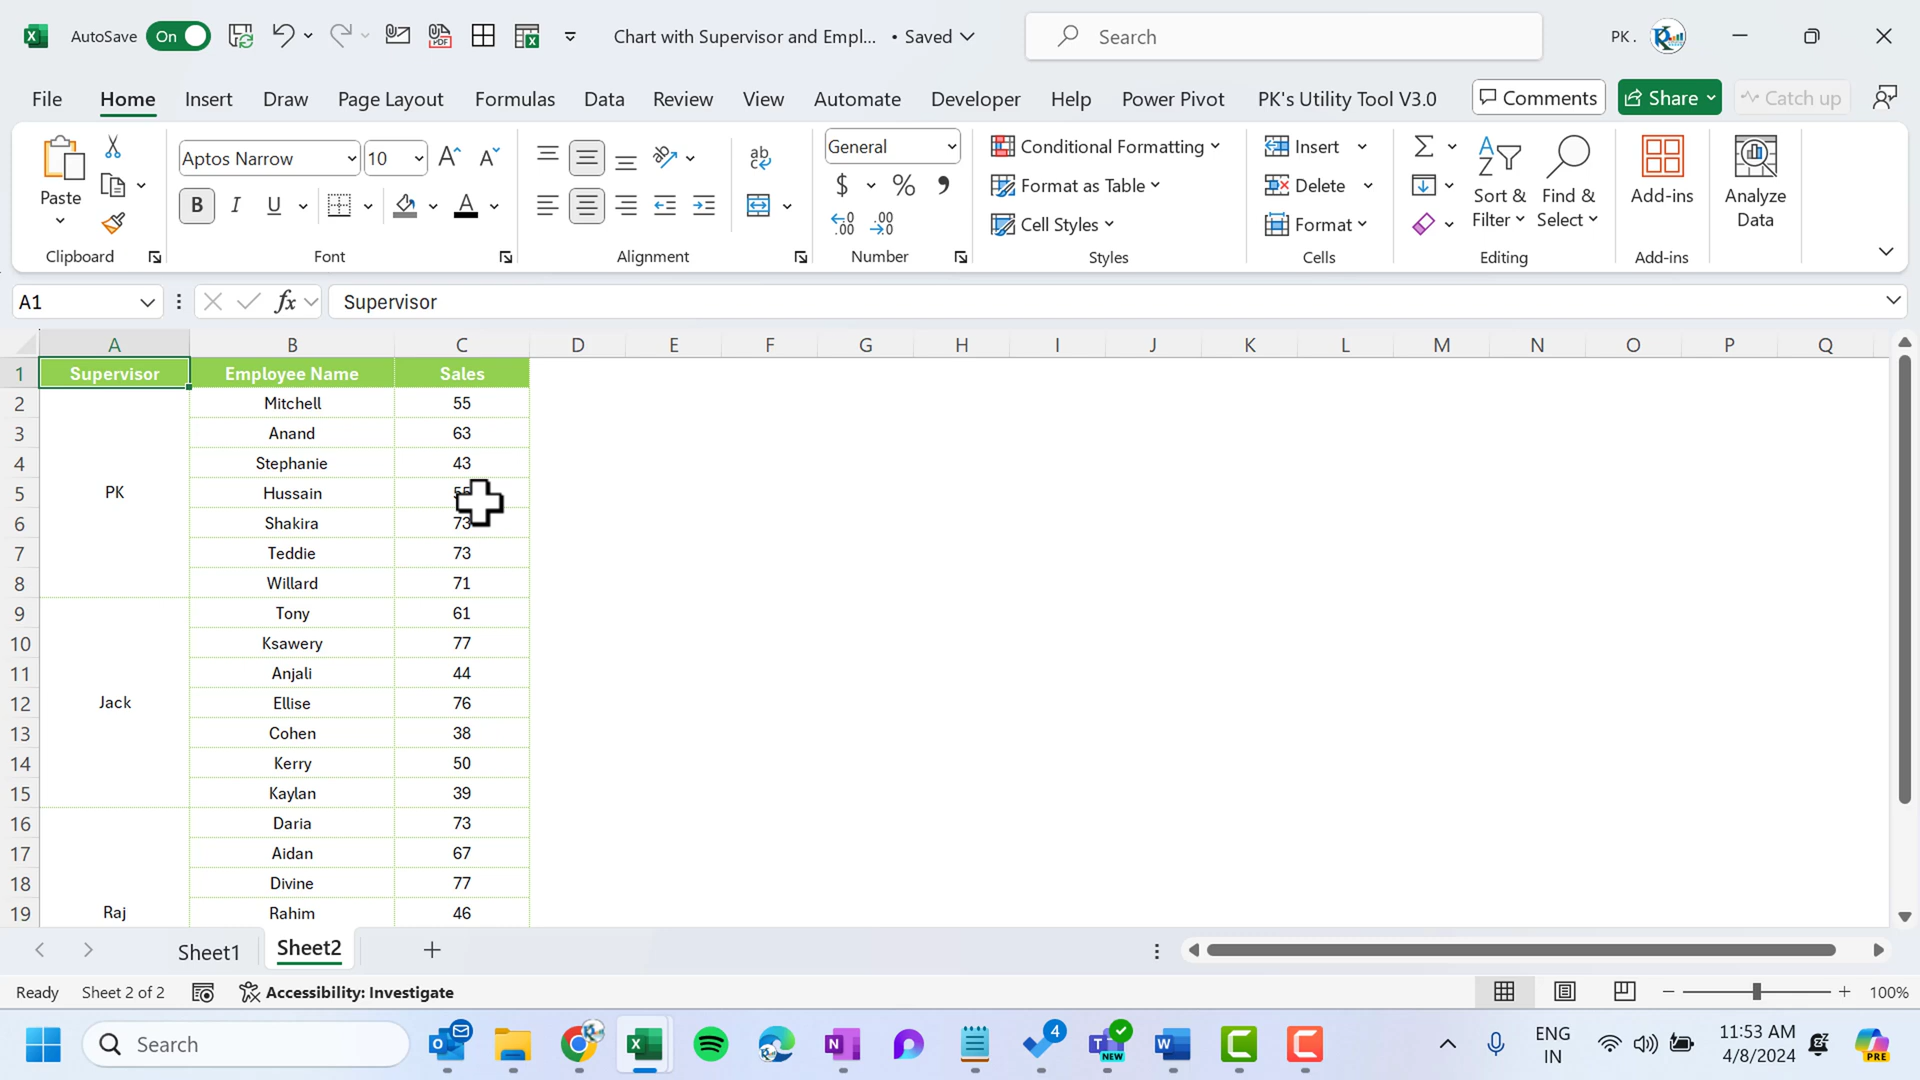 AutoSave On Chart with Supervisor and Empl... • Saved Search PK .
File Home Insert Draw Page Layout Formulas Data Review View Automate Developer Help Power Pivot PK's Utility Tool V3.0 Comments Share Catch up
Paste Aptos Narrow 10 General Conditional Formatting Insert Sort & Filter Find & Select Add-ins Analyze Data
B I U A ab $ % Format as Table Delete
Cell Styles Format
Clipboard Font Alignment Number Styles Cells Editing Add-ins
A1 fx Supervisor
A B C D E F G H I J K L M N O P Q
1 Supervisor Employee Name Sales
2 Mitchell 55
3 Anand 63
4 Stephanie 43
5 PK Hussain
6 Shakira 73
7 Teddie 73
8 Willard 71
9 Tony 61
10 Ksawery 77
11 Anjali 44
12 Jack Ellise 76
13 Cohen 38
14 Kerry 50
15 Kaylan 39
16 Daria 73
17 Aidan 67
18 Divine 77
19 Raj Rahim 46
Sheet1 Sheet2
Ready Sheet 2 of 2 Accessibility: Investigate 100%
Search 4 NEW ENG IN 11:53 AM 4/8/2024 PRE